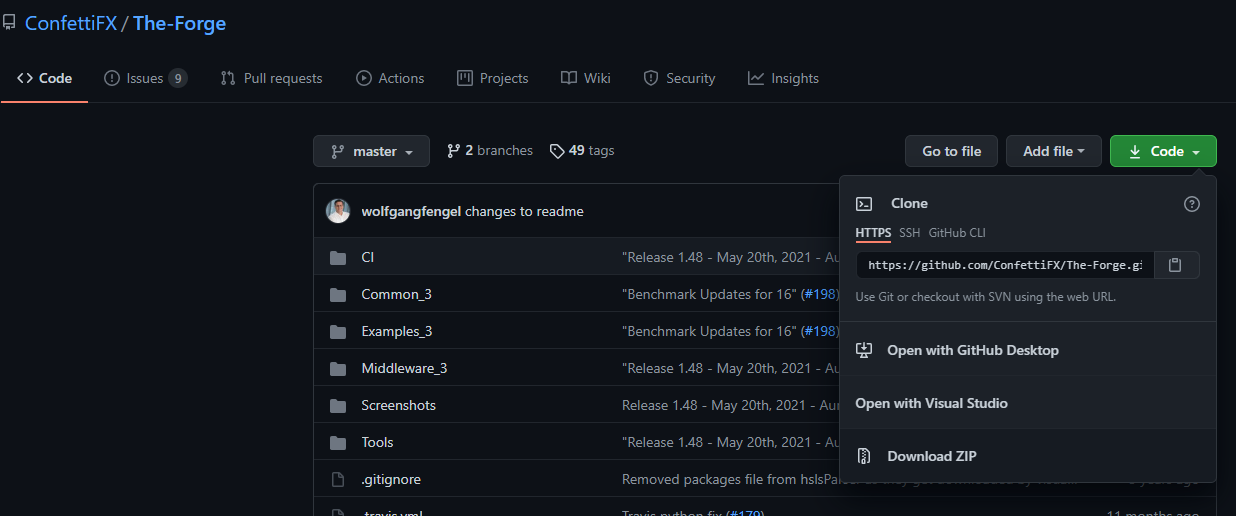 ConfettiFX / The-Forge
Code Issues 9 Pull requests Actions Projects Wiki Security Insights
master 2 branches 49 tags Go to file Add file Code
wolfgangfengel changes to readme
CI "Release 1.48 - May 20th, 2021 - Au
Common_3 "Benchmark Updates for 16" (#198)
Examples_3 "Benchmark Updates for 16" (#198)
Middleware_3 "Release 1.48 - May 20th, 2021 - Au
Screenshots Release 1.48 - May 20th, 2021 - Aur
Tools "Release 1.48 - May 20th, 2021 - Au
.gitignore Removed packages file from hslsParse
.travis.yml Travis python fix (#179) 11 months ago
Clone
HTTPS SSH GitHub CLI
https://github.com/ConfettiFX/The-Forge.gi
Use Git or checkout with SVN using the web URL.
Open with GitHub Desktop
Open with Visual Studio
Download ZIP